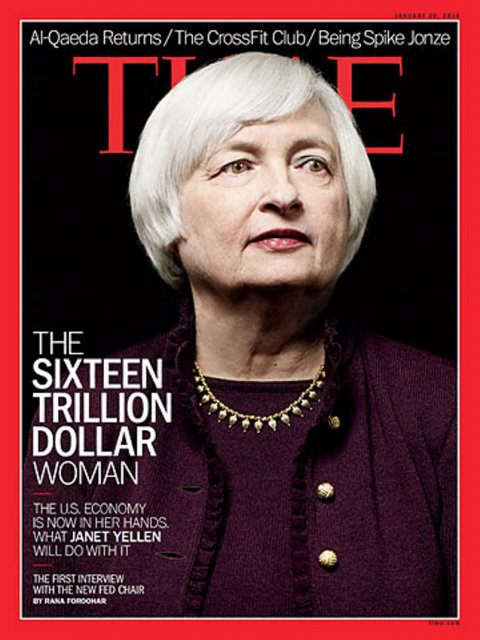 JANUARY 20, 2014
Al-Qaeda Returns / The CrossFit Club / Being Spike Jonze
TIME
THE
SIXTEEN
TRILLION
DOLLAR
WOMAN
THE U.S. ECONOMY
IS NOW IN HER HANDS.
WHAT JANET YELLEN
WILL DO WITH IT
THE FIRST INTERVIEW
WITH THE NEW FED CHAIR
BY RANA FOROOHAR
time.com